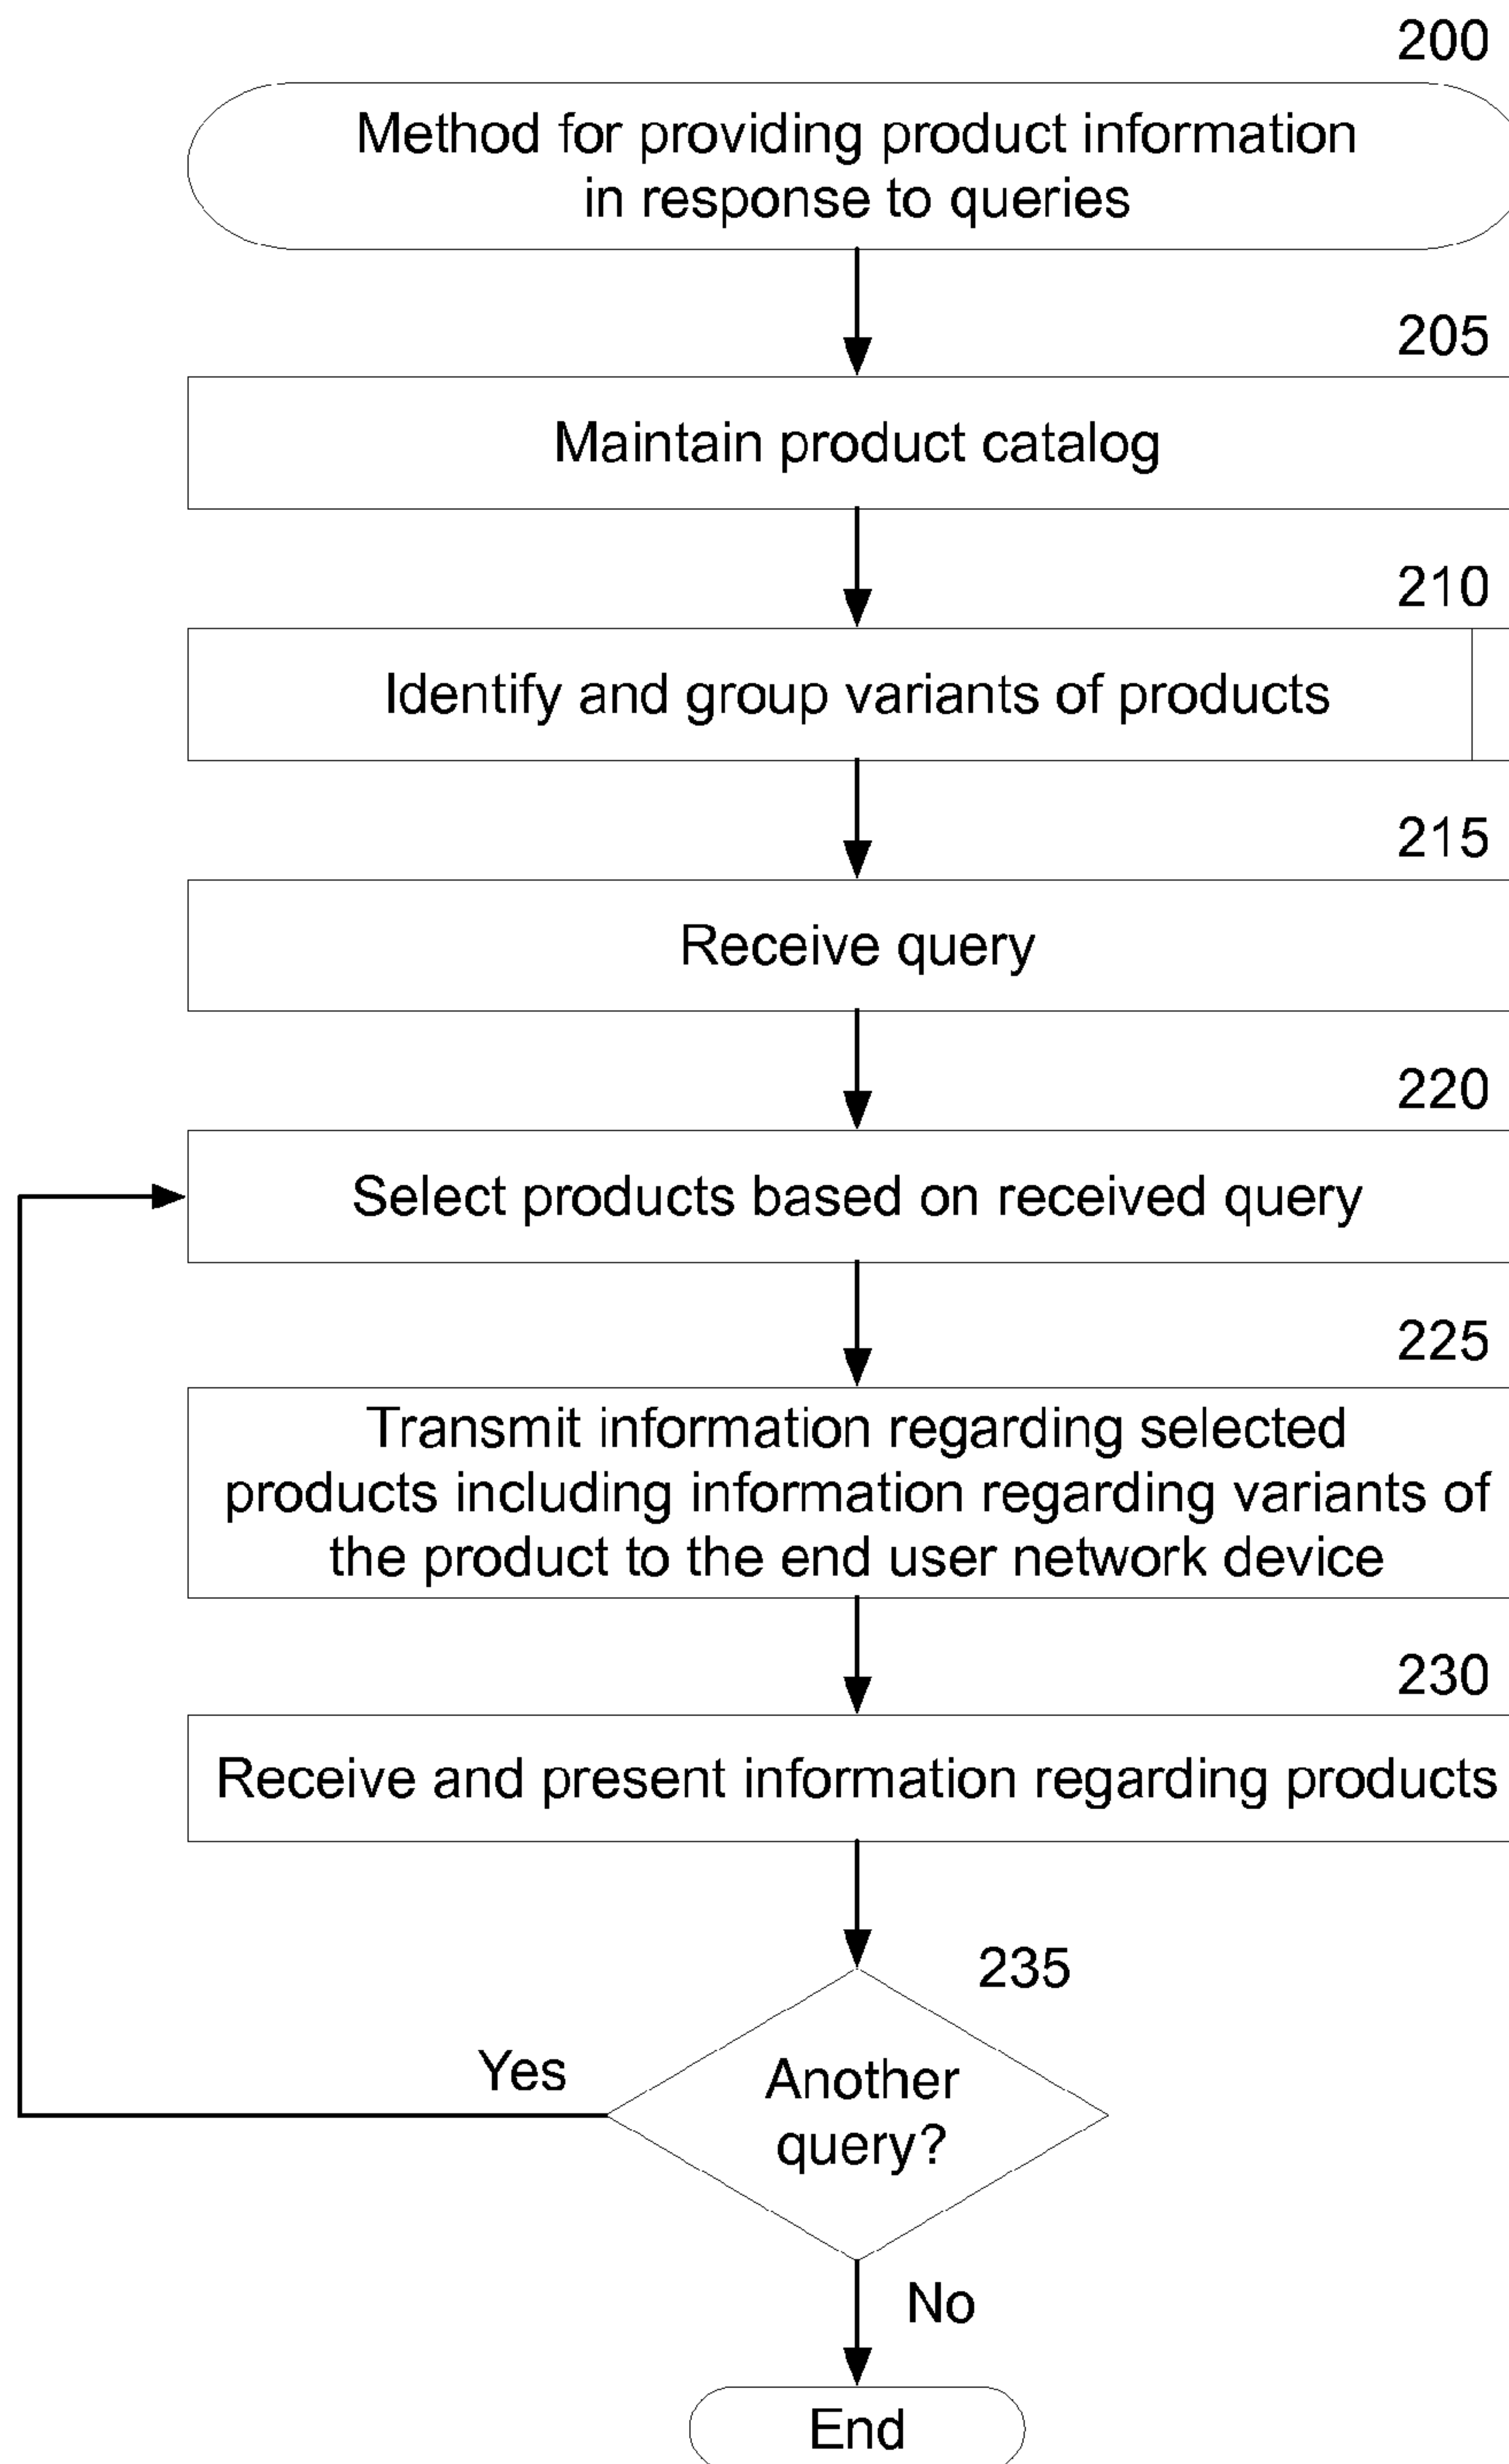 200
Method for providing product information
in response to queries
205
Maintain product catalog
210
Identify and group variants of products
215
Receive query
220
Select products based on received query
225
Transmit information regarding selected
products including information regarding variants of
the product to the end user network device
230
Receive and present information regarding products
235
Another
query?
Yes
No
End